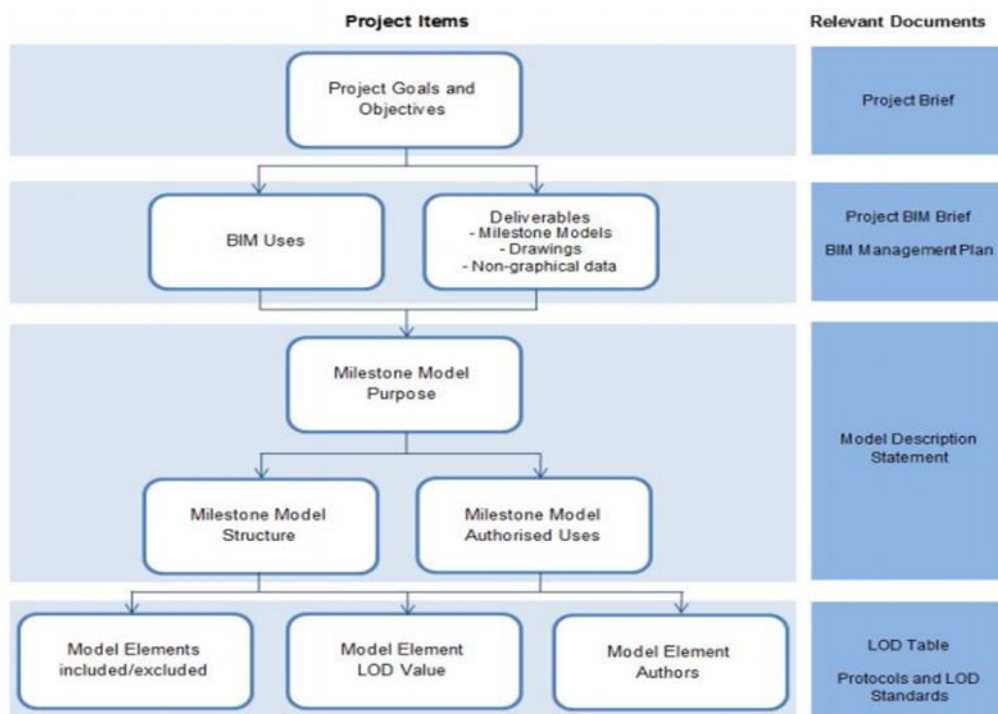 Project Items
Relevant Documents
Project Goals and
Objectives
Project Brief
BIM Uses
Deliverables
- Milestone Models
- Drawings
- Non-graphical data
Project BIM Brief
BIM Management Plan
Milestone Model
Purpose
Milestone Model
Structure
Milestone Model
Authorised Uses
Model Description
Statement
Model Elements
included/excluded
Model Element
LOD Value
Model Element
Authors
LOD Table
Protocols and LOD
Standards